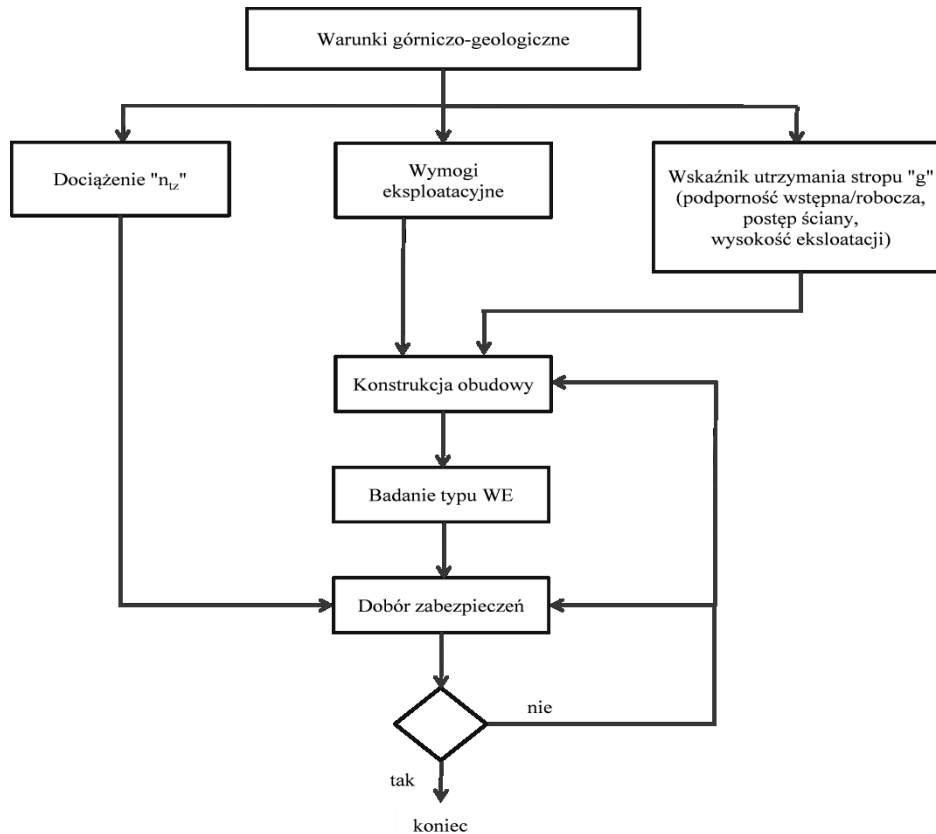 Warunki górniczo-geologiczne
Dociążenie "n_tz"
Wymogi
eksploatacyjne
Wskaźnik utrzymania stropu "g"
(podporność wstępna/robocza,
postęp ściany,
wysokość eksloatacji)
Konstrukcja obudowy
Badanie typu WE
Dobór zabezpieczeń
nie
tak
koniec